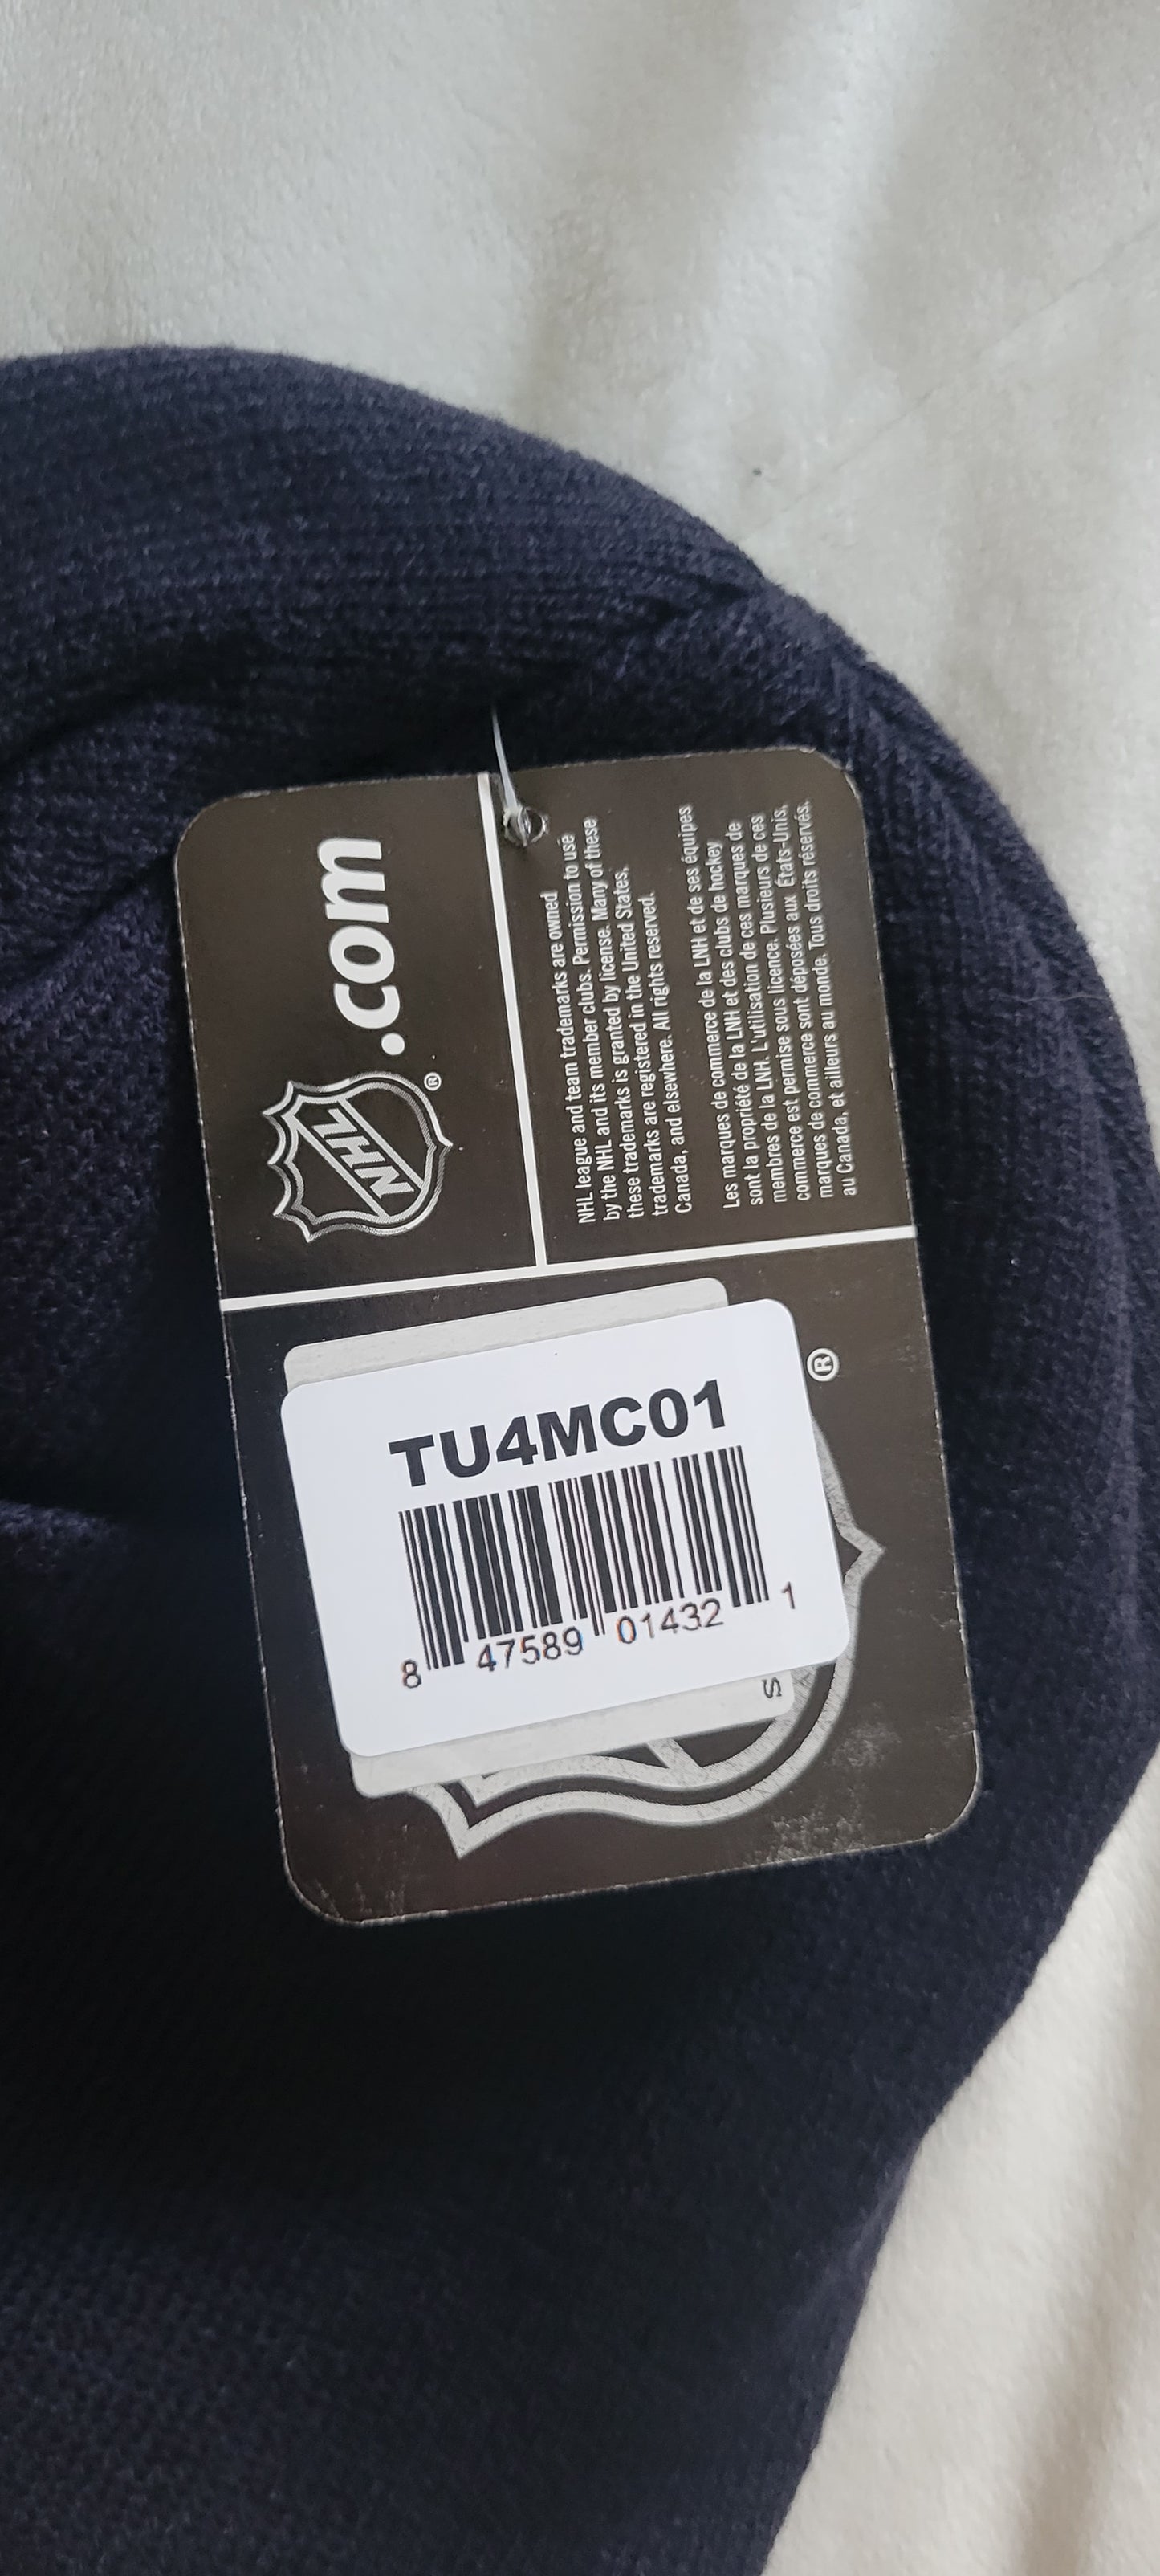 NHL ® .com
NHL league and team trademarks are owned
by the NHL and its member clubs. Permission to use
these trademarks is granted by license. Many of these
trademarks are registered in the United States,
Canada, and elsewhere. All rights reserved.
Les marques de commerce de la LNH et de ses équipes
sont la propriété de la LNH et des clubs de hockey
membres de la LNH. L'utilisation de ces marques de
commerce est permise sous licence. Plusieurs de ces
marques de commerce sont déposées aux États-Unis,
au Canada, et ailleurs au monde. Tous droits réservés.
®
TU4MC01
8 47589 01432 1
S